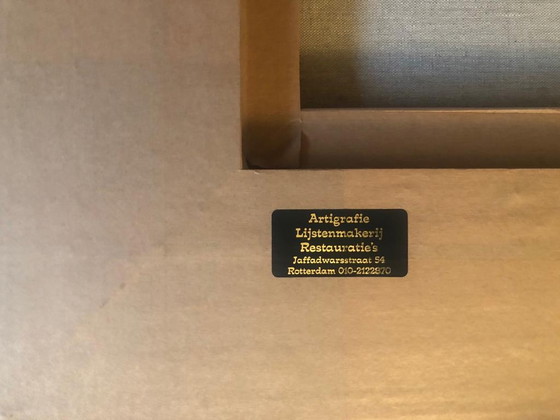 Artigrafie
Lijstenmakerij
Restauratie's
Jaffadwarsstraat 54
Rotterdam 010-2122970